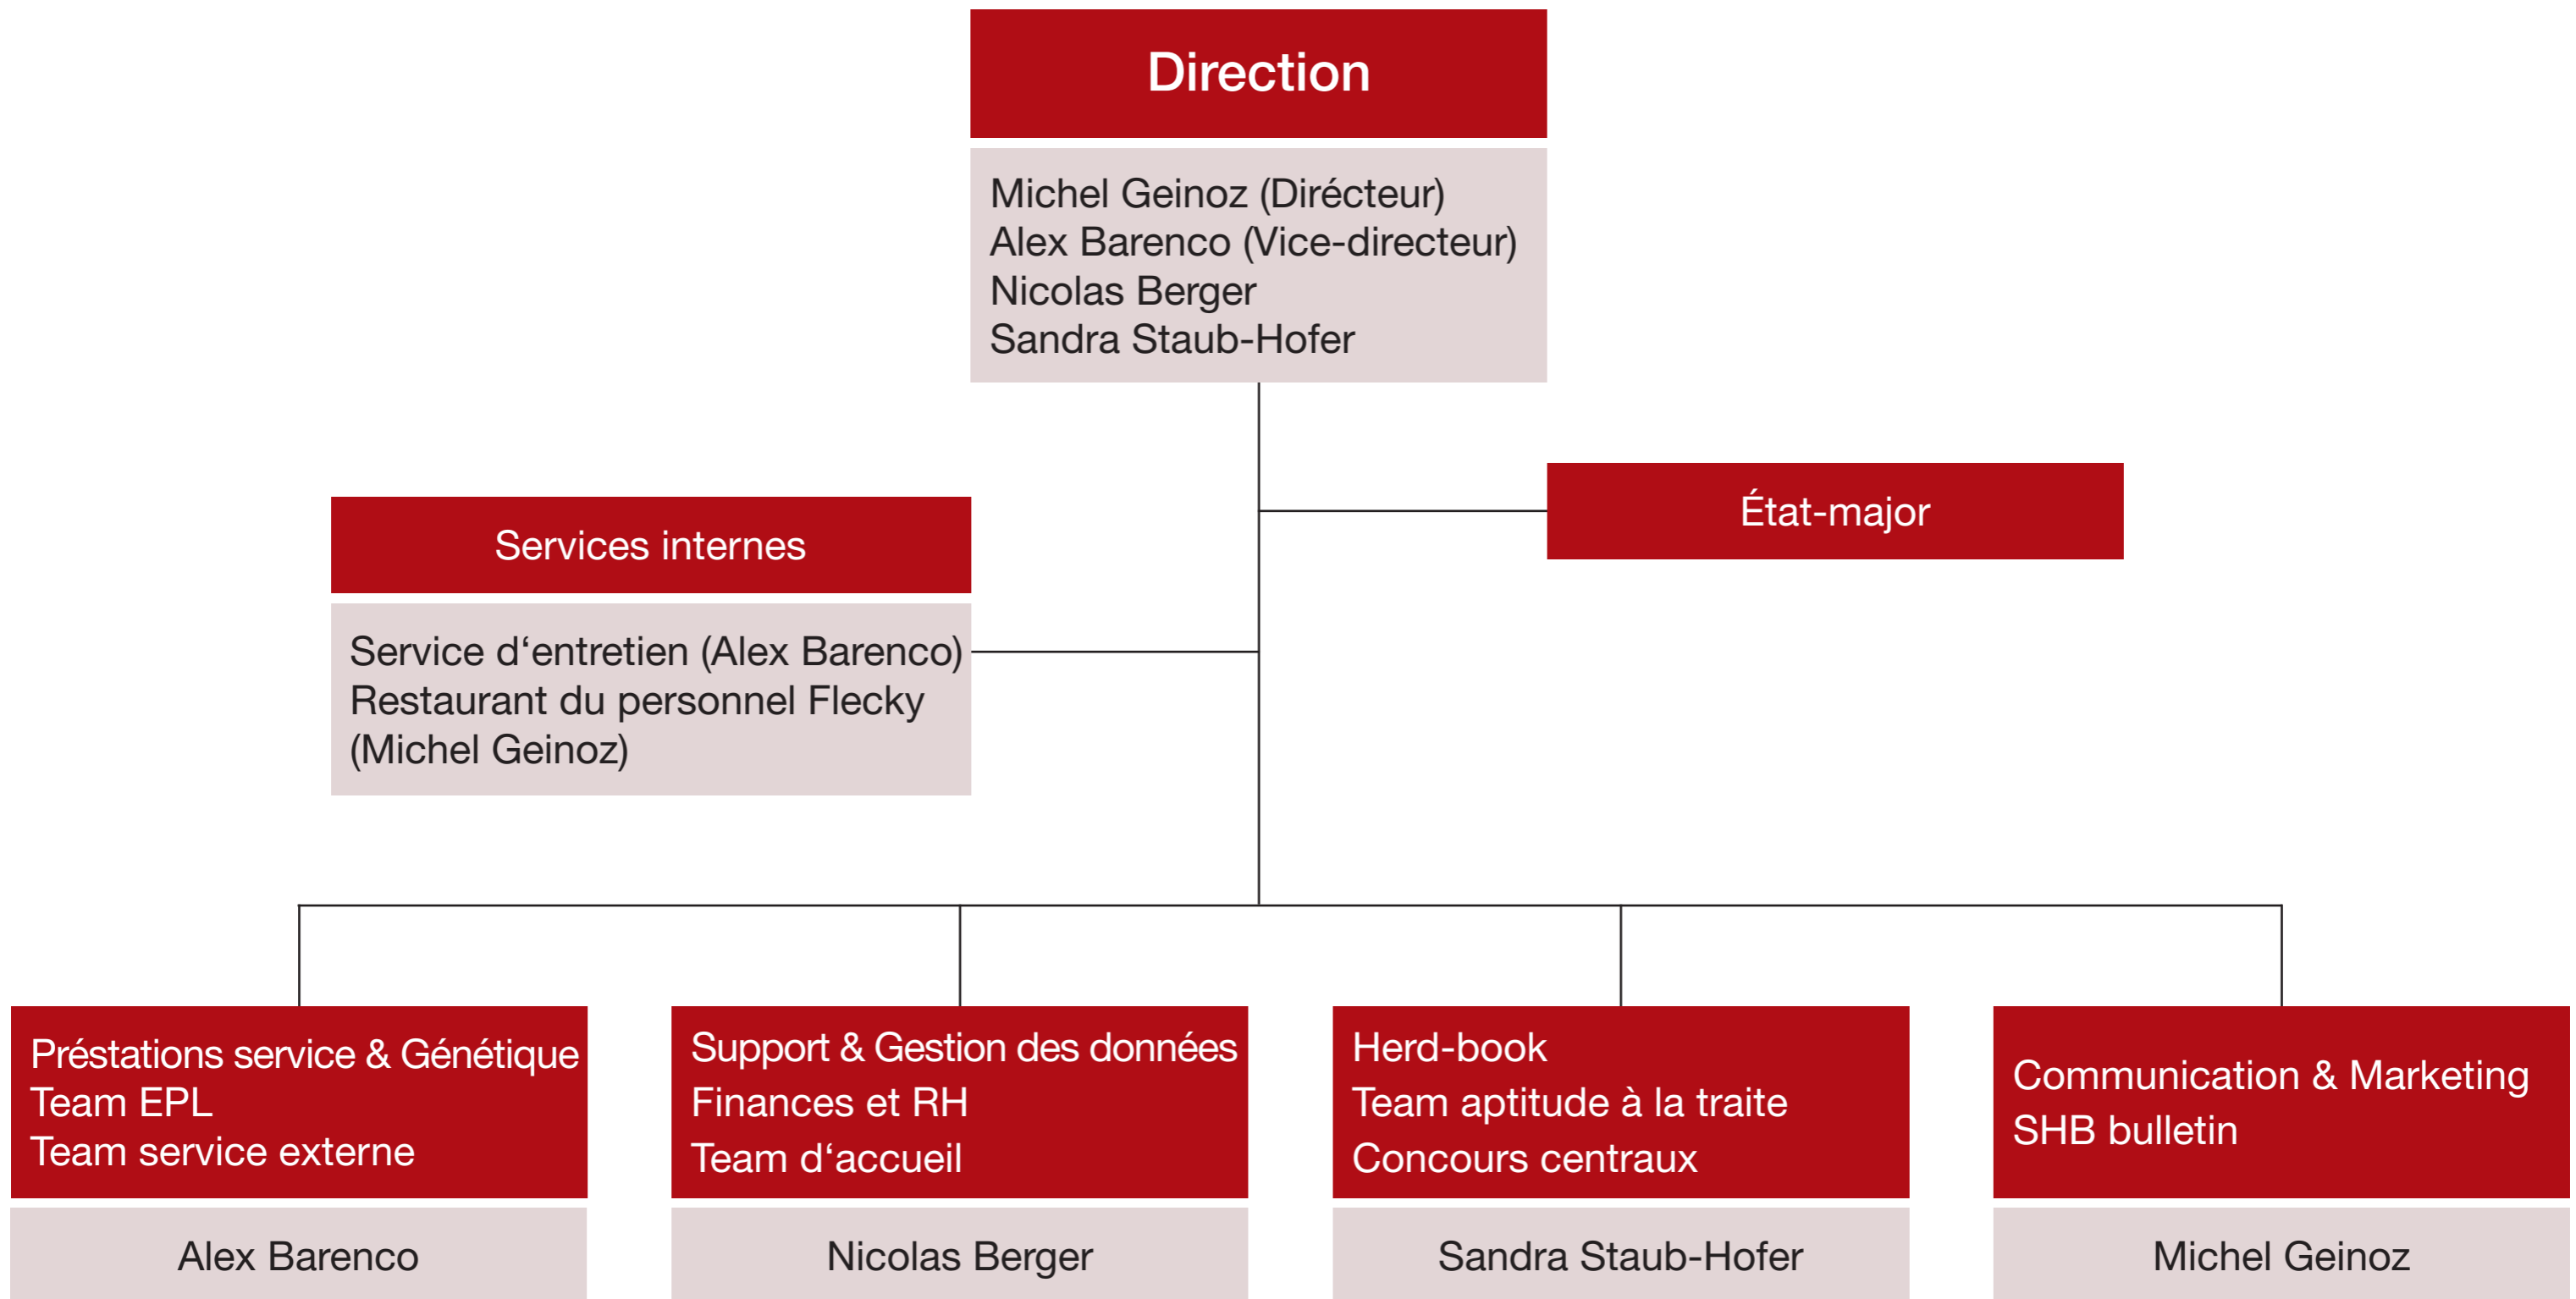 Direction
Michel Geinoz (Dirécteur)
Alex Barenco (Vice-directeur)
Nicolas Berger
Sandra Staub-Hofer
État-major
Services internes
Service d‘entretien (Alex Barenco)
Restaurant du personnel Flecky
(Michel Geinoz)
Préstations service & Génétique
Team EPL
Team service externe
Alex Barenco
Support & Gestion des données
Finances et RH
Team d‘accueil
Nicolas Berger
Herd-book
Team aptitude à la traite
Concours centraux
Sandra Staub-Hofer
Communication & Marketing
SHB bulletin
Michel Geinoz